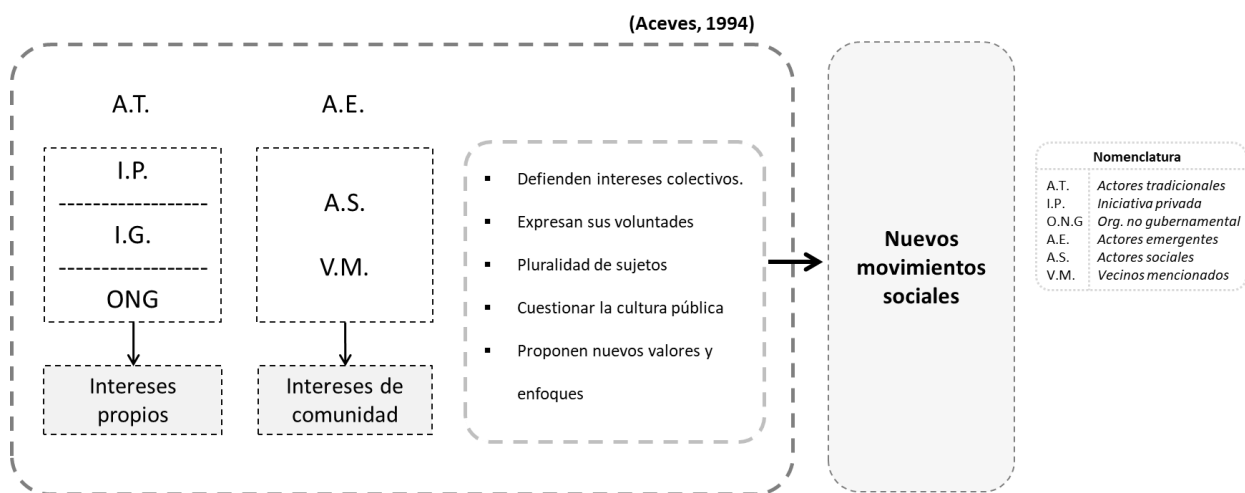 (Aceves, 1994)
A.T.
I.P.
I.G.
ONG
Intereses
propios
A.E.
A.S.
V.M.
Intereses de
comunidad
▪ Defienden intereses colectivos.
▪ Expresan sus voluntades
▪ Pluralidad de sujetos
▪ Cuestionar la cultura pública
▪ Proponen nuevos valores y
enfoques
Nuevos
movimientos
sociales
Nomenclatura
A.T. Actores tradicionales
I.P. Iniciativa privada
O.N.G Org. no gubernamental
A.E. Actores emergentes
A.S. Actores sociales
V.M. Vecinos mencionados